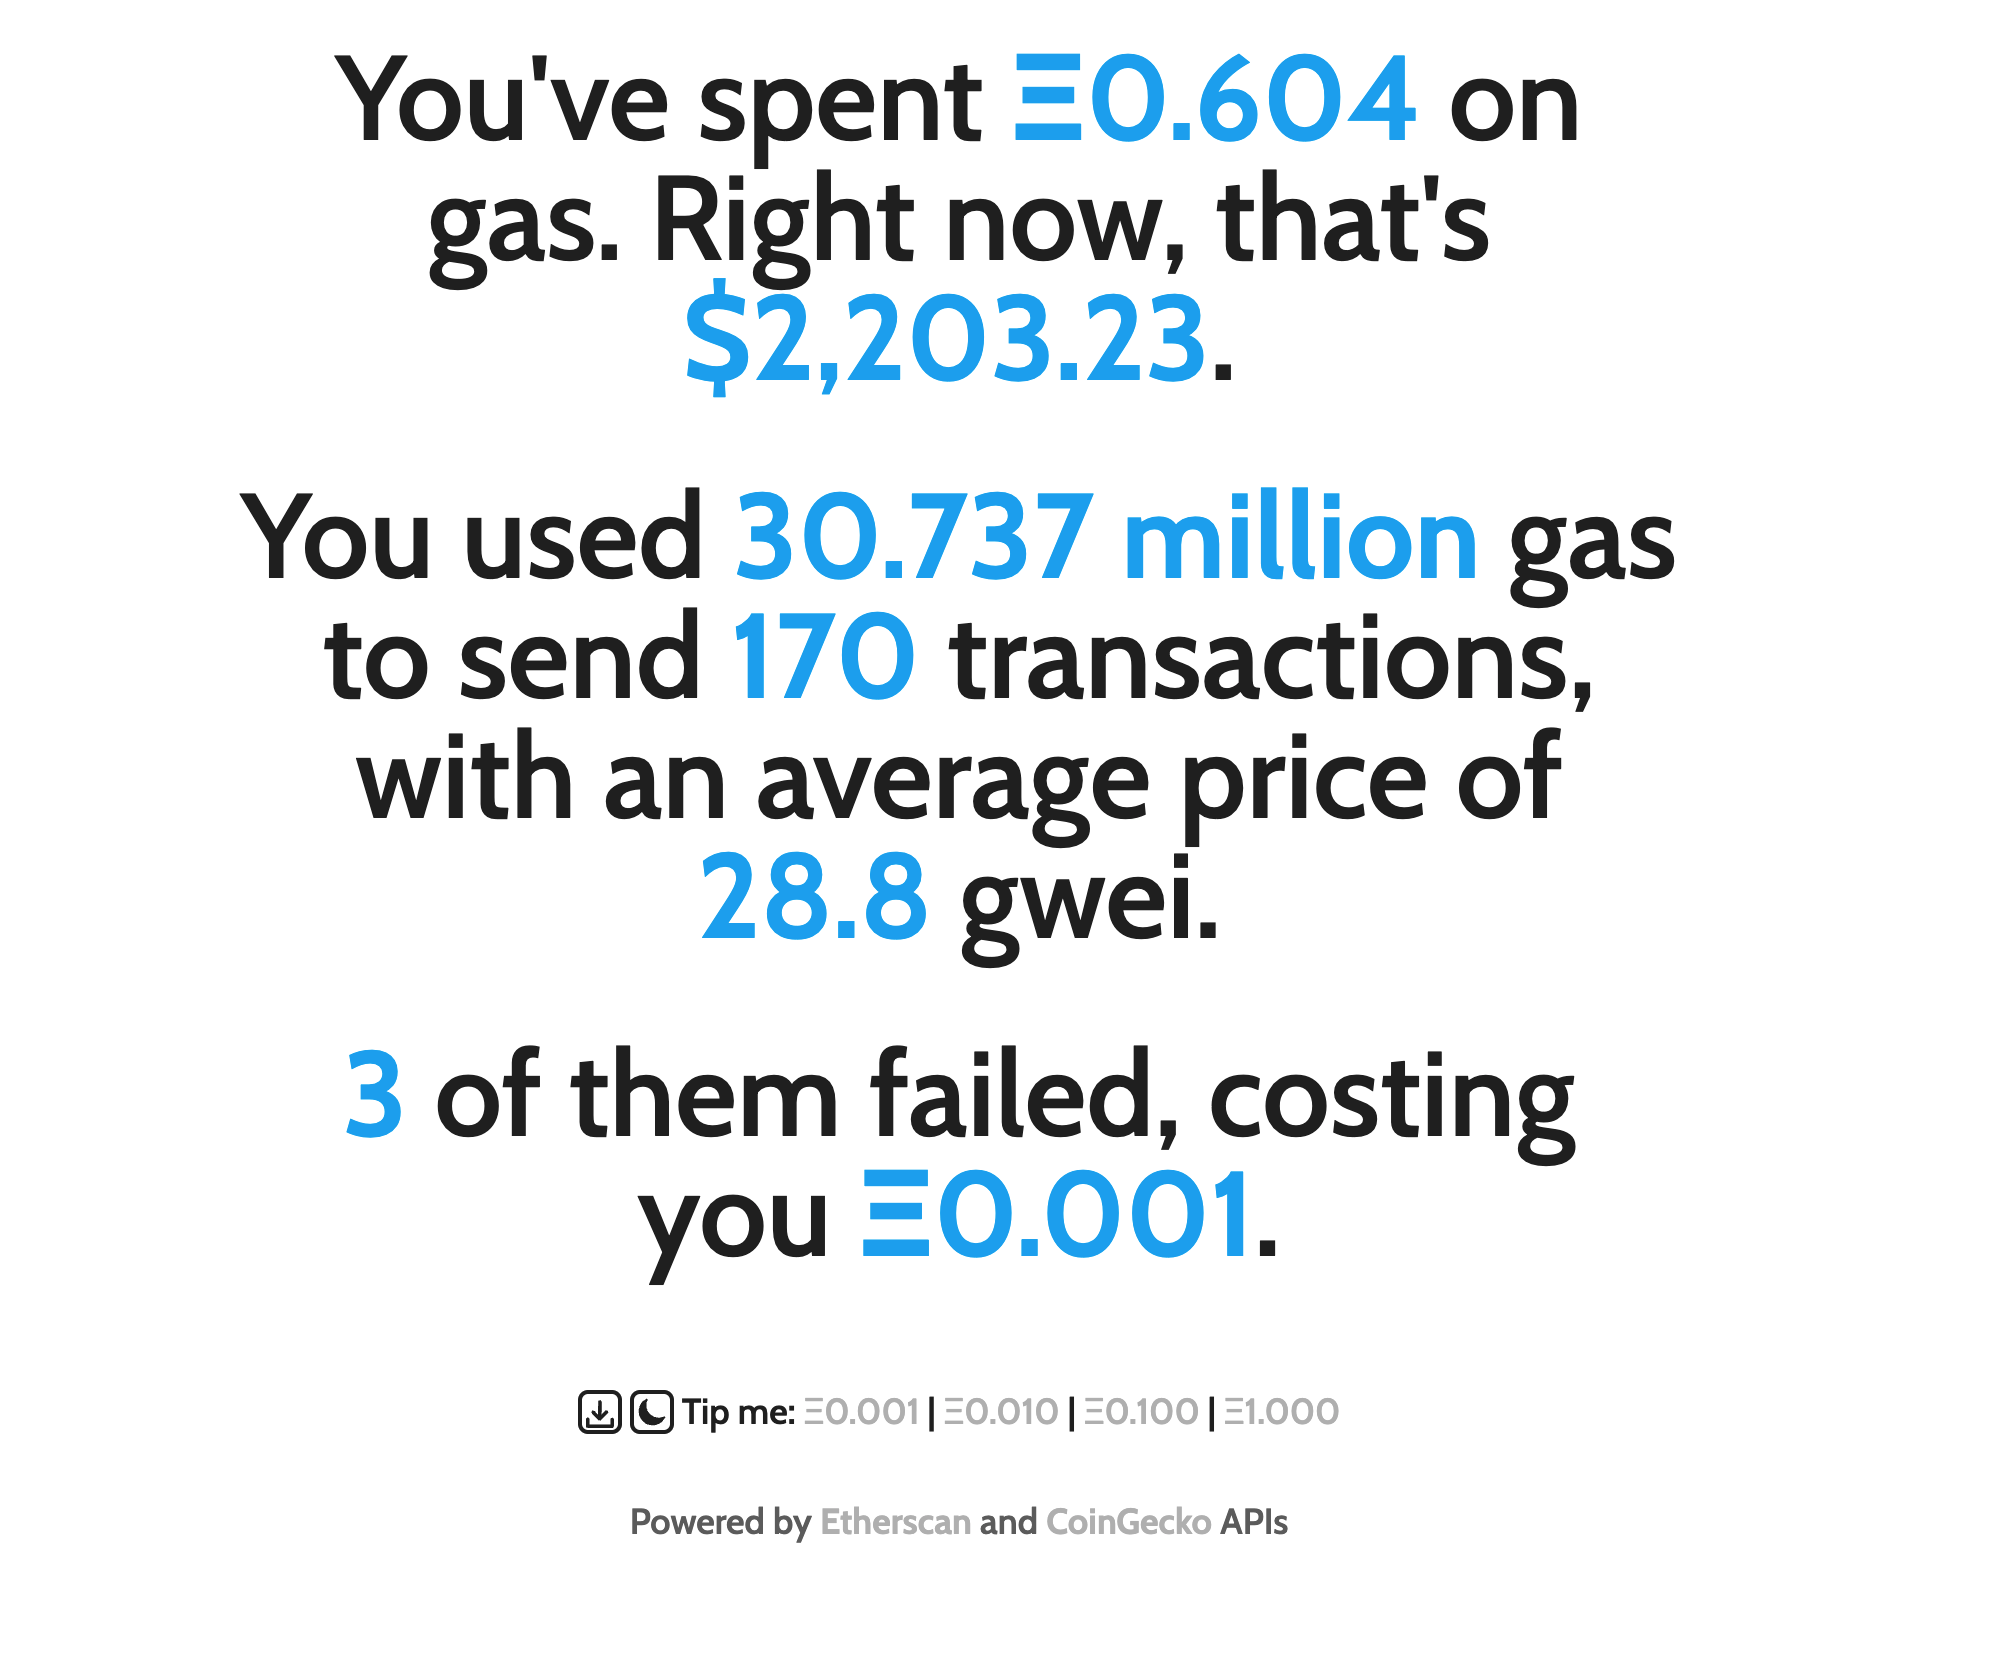 You've spent Ξ0.604 on
gas. Right now, that's
$2,203.23.
You used 30.737 million gas
to send 170 transactions,
with an average price of
28.8 gwei.
3 of them failed, costing
you Ξ0.001.
Tip me: Ξ0.001 | Ξ0.010 | Ξ0.100 | Ξ1.000
Powered by Etherscan and CoinGecko APIs